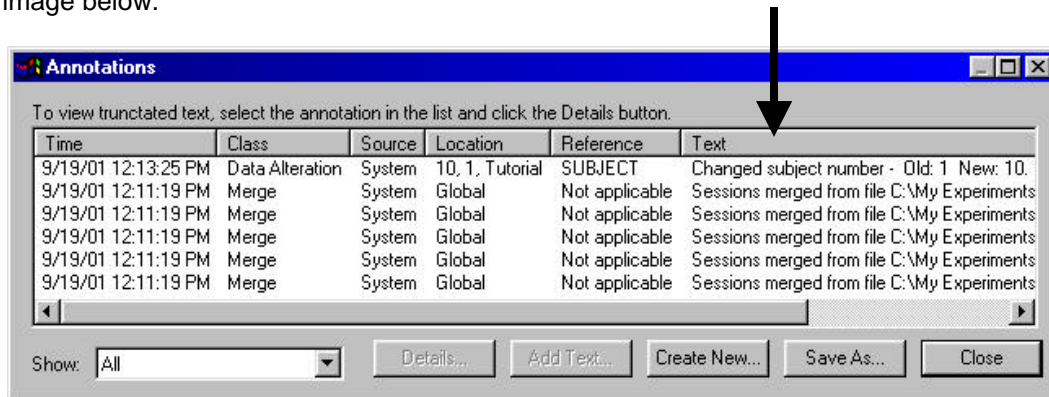 image below.
Annotations
To view trunctated text, select the annotation in the list and click the Details button.
Time Class Source Location Reference Text
9/19/01 12:13:25 PM Data Alteration System 10, 1, Tutorial SUBJECT Changed subject number - Old: 1 New: 10.
9/19/01 12:11:19 PM Merge System Global Not applicable Sessions merged from file C:\My Experiments
9/19/01 12:11:19 PM Merge System Global Not applicable Sessions merged from file C:\My Experiments
9/19/01 12:11:19 PM Merge System Global Not applicable Sessions merged from file C:\My Experiments
9/19/01 12:11:19 PM Merge System Global Not applicable Sessions merged from file C:\My Experiments
9/19/01 12:11:19 PM Merge System Global Not applicable Sessions merged from file C:\My Experiments
Show: All Details... Add Text... Create New... Save As... Close